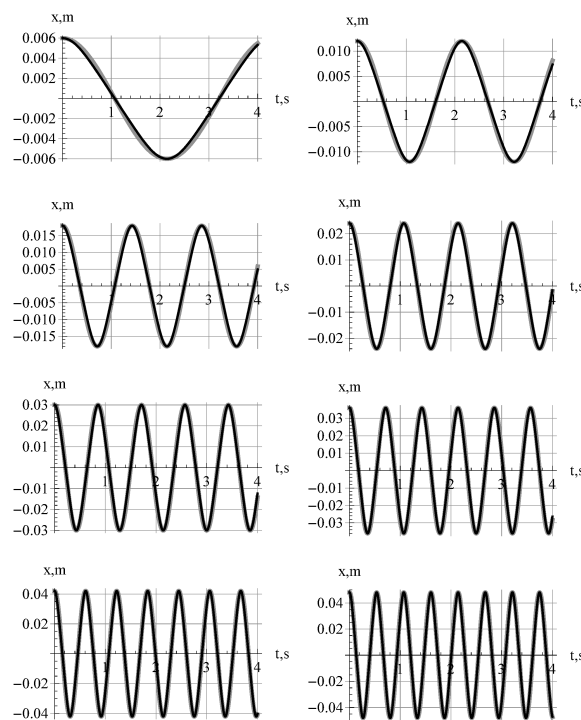 x,m
0.006
0.004
0.002
−0.002
−0.004
−0.006
1 2 3 4 t,s
x,m
0.010
0.005
−0.005
−0.010
1 2 3 4 t,s
x,m
0.015
0.010
0.005
−0.005
−0.010
−0.015
1 2 3 4 t,s
x,m
0.02
0.01
−0.01
−0.02
1 2 3 4 t,s
x,m
0.03
0.02
0.01
−0.01
−0.02
−0.03
1 2 3 4 t,s
x,m
0.03
0.02
0.01
−0.01
−0.02
−0.03
1 2 3 4 t,s
x,m
0.04
0.02
−0.02
−0.04
1 2 3 4 t,s
x,m
0.04
0.02
−0.02
−0.04
1 2 3 4 t,s